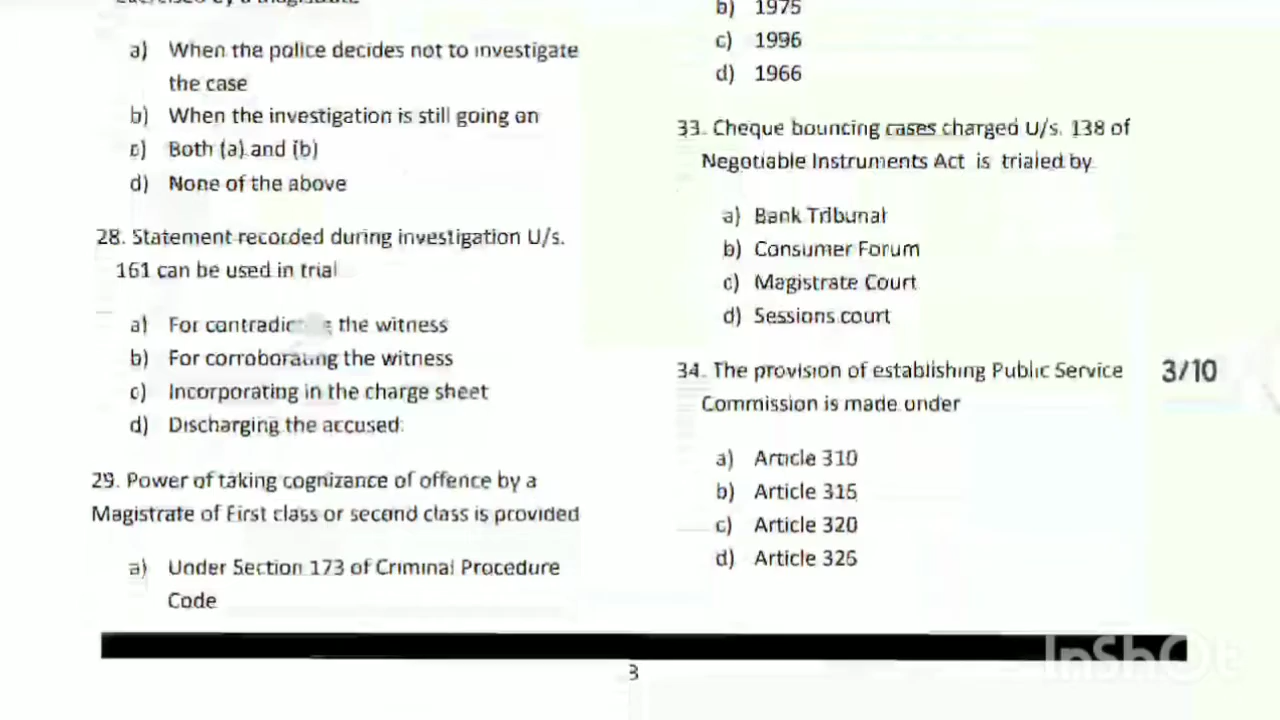 a) When the police decides not to investigate
the case
b) When the investigation is still going on
c) Both (a) and (b)
d) None of the above
28. Statement recorded during investigation U/s.
161 can be used in trial
a) For the witness
b) For corroborating the witness
c) Incorporating in the charge sheet
d) Discharging the accused.
29. Power of taking cognizance of offence by a
Magistrate of First class or second class is provided
a) Under Section 173 of Criminal Procedure
Code
b) 1975
c) 1996
d) 1966
33. Cheque bouncing cases charged U/s. 138 of
Negotiable Instruments Act is trialed by
a) Bank Tribunal
b) Consumer Forum
c) Magistrate Court
d) Sessions court
34. The provision of establishing Public Service
Commission is made under
a) Article 310
b) Article 315
c) Article 320
d) Article 325
3/10
3
InShOt